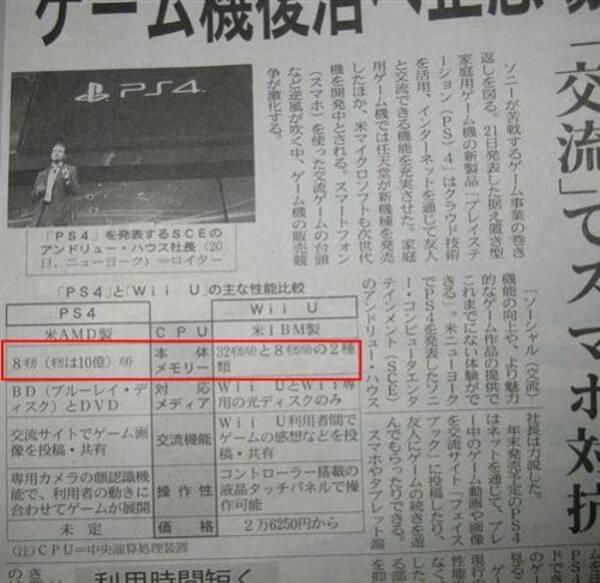 ゲーム機復活へ正念場
「交流」でスマホ対抗
ソニーが苦戦するゲーム事業の巻き
返しを図る。21日発表した据え置き型
家庭用ゲーム機の新製品「プレイステ
ーション(PS)4」はクラウド技術
を活用、インターネットを通じて友人
と交流できる機能を充実させた。家庭
用ゲーム機では任天堂が新機種を発売
したほか、米マイクロソフトも次世代
機を開発中とされる。スマートフォン
(スマホ)を使った交流ゲームの台頭
など逆風が吹く中、ゲーム機の販売競
争が激化する。
PS4
「PS4」を発表するSCEの
アンドリュー・ハウス社長(20
日、ニューヨーク)=ロイター
「PS4」と「Wii U」の主な性能比較
PS4
Wii U
米AMD製
CPU
米IBM製
8ギガ(ギガは10億)バイト
本体メモリー
32ギガバイトと8ギガバイトの2種類
BD(ブルーレイ・ディスク)とDVD
対応メディア
Wii UとWii専用の光ディスクのみ
交流サイトでゲーム画像を投稿・共有
交流機能
Wii U利用者間でゲームの感想などを投稿・共有
専用カメラの顔認識機能で、利用者の動きに合わせてゲームが展開
操作性
コントローラー搭載の液晶タッチパネルで操作可能
未定
価格
2万6250円から
(注)CPU=中央演算処理装置
「ソーシャル(交流)
機能の向上や、より魅力
的なゲーム作品の提供で
これまでにない体験がで
きる」。米ニューヨーク
でPS4を発表したソニ
ー・コンピュータエンタ
テインメント(SCE)
のアンドリュー・ハウス
社長は力説した。
年末発売予定のPS4
はネットを通じて、プレ
ー中のゲーム動画や画像
を交流サイト「フェイス
ブック」に投稿したり、
友人にゲームの続きを遊
んでもらったりできる。
スマホやタブレット端
利用時間短く